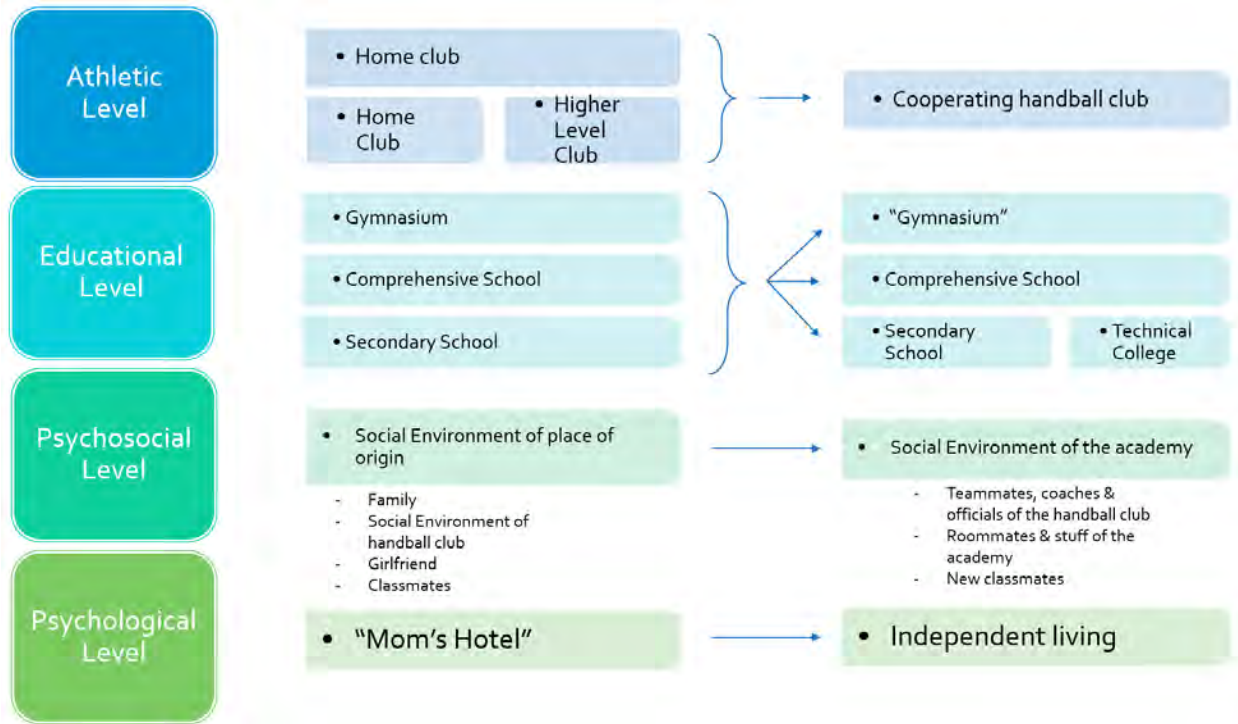 Athletic
Level
• Home club
• Home
Club
• Higher
Level
Club
• Cooperating handball club
Educational
Level
• Gymnasium
• Comprehensive School
• Secondary School
• "Gymnasium"
• Comprehensive School
• Secondary
School
• Technical
College
Psychosocial
Level
• Social Environment of place of
origin
- Family
- Social Environment of
handball club
- Girlfriend
- Classmates
• Social Environment of the academy
- Teammates, coaches &
officials of the handball club
- Roommates & stuff of the
academy
- New classmates
Psychological
Level
• "Mom's Hotel"
• Independent living